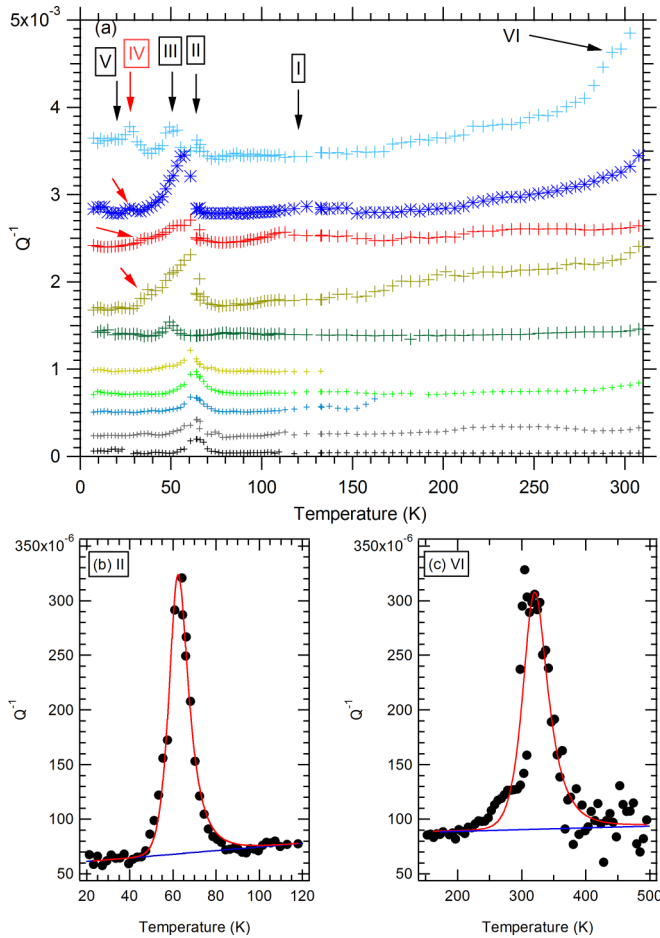 5x10⁻³
(a)
V
IV
III
II
I
VI
4
3
2
1
0
Q⁻¹
0
50
100
150
200
250
300
Temperature (K)
350x10⁻⁶
(b) II
300
250
200
150
100
50
Q⁻¹
20
40
60
80
100
120
Temperature (K)
350x10⁻⁶
(c) VI
300
250
200
150
100
50
Q⁻¹
200
300
400
500
Temperature (K)